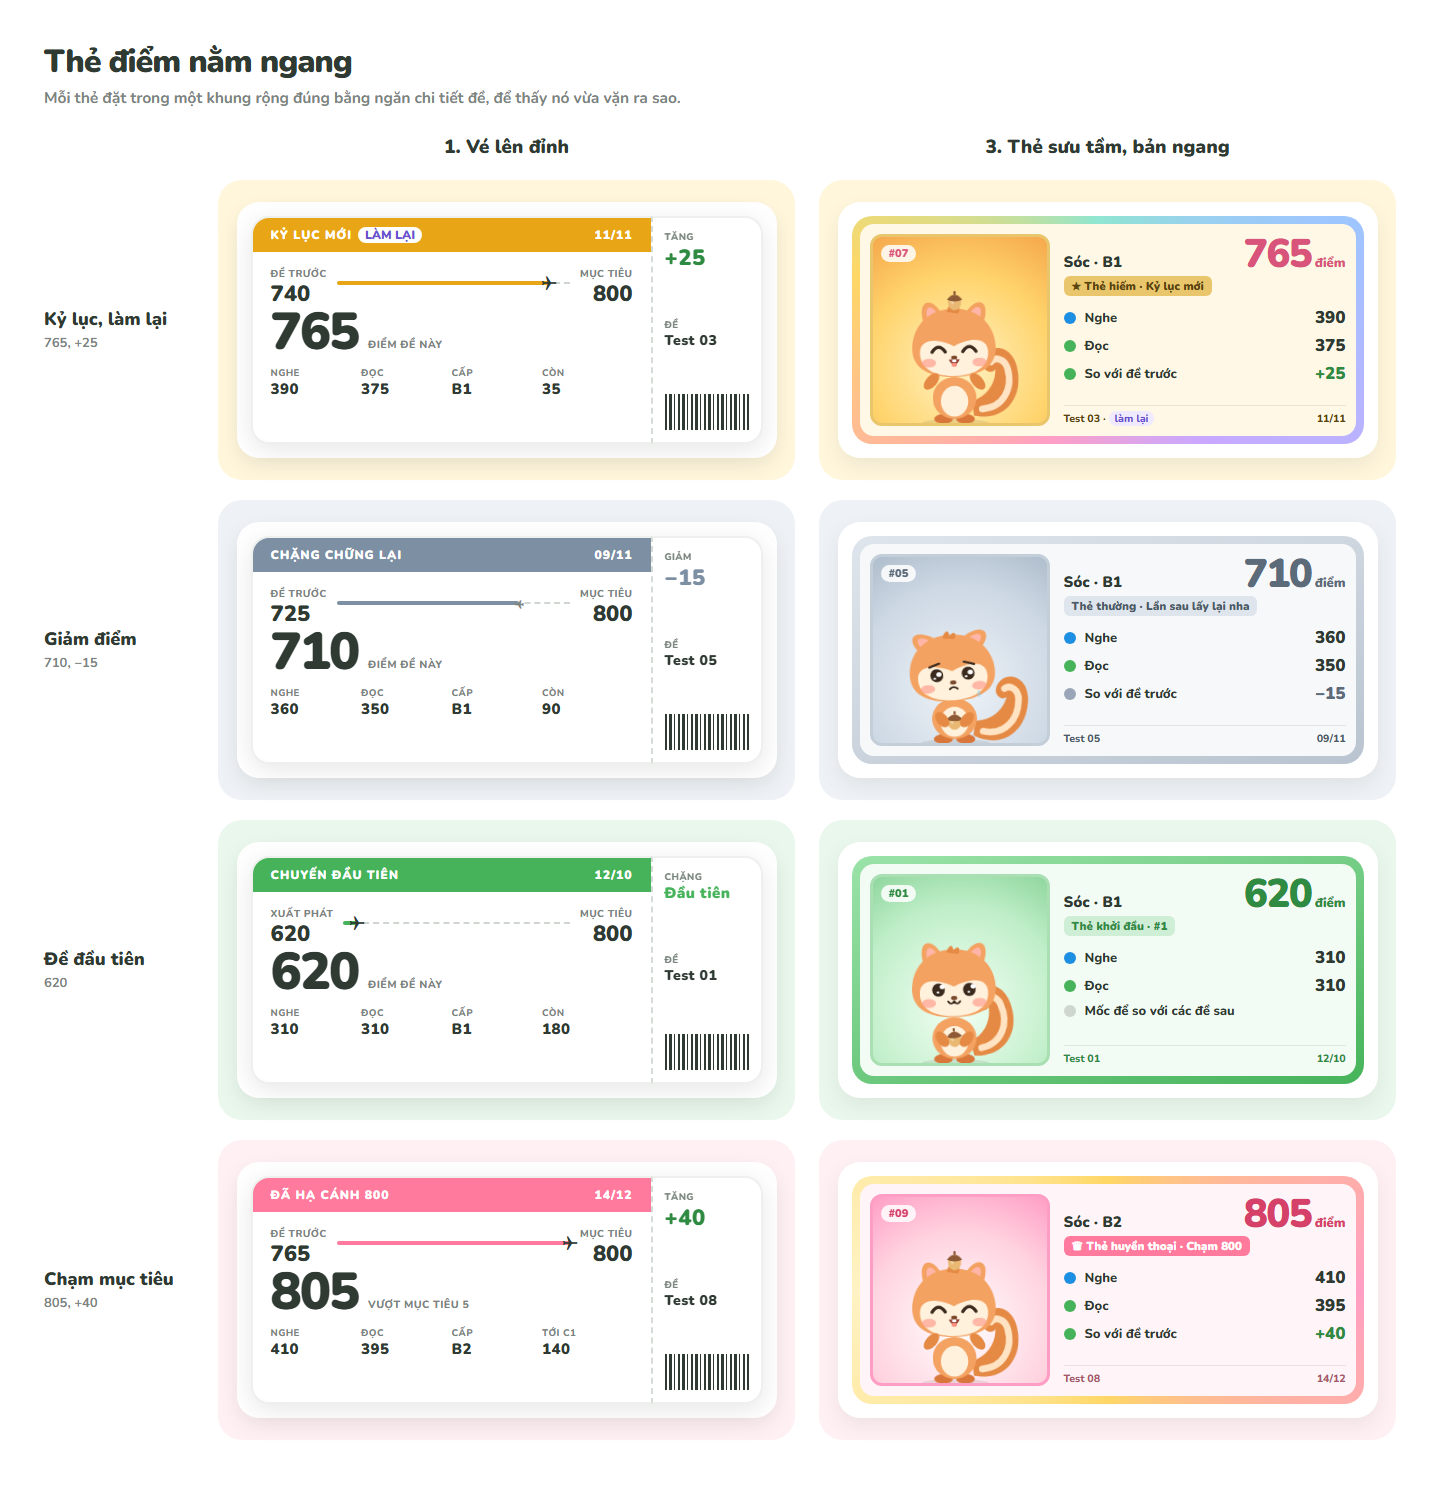 Thẻ điểm nằm ngang
Mỗi thẻ đặt trong một khung rộng đúng bằng ngăn chi tiết đề, để thấy nó vừa vặn ra sao.
1. Vé lên đỉnh
3. Thẻ sưu tầm, bản ngang
Kỷ lục, làm lại
765, +25
KỶ LỤC MỚI LÀM LẠI 11/11
ĐỀ TRƯỚC MỤC TIÊU
740 800
765 ĐIỂM ĐỀ NÀY
NGHE ĐỌC CẤP CÒN
390 375 B1 35
TĂNG
+25
ĐỀ
Test 03
#07
Sóc · B1 765 điểm
★ Thẻ hiếm · Kỷ lục mới
Nghe 390
Đọc 375
So với đề trước +25
Test 03 · làm lại 11/11
Giảm điểm
710, −15
CHẶNG CHỮNG LẠI 09/11
ĐỀ TRƯỚC MỤC TIÊU
725 800
710 ĐIỂM ĐỀ NÀY
NGHE ĐỌC CẤP CÒN
360 350 B1 90
GIẢM
−15
ĐỀ
Test 05
#05
Sóc · B1 710 điểm
Thẻ thường · Lần sau lấy lại nha
Nghe 360
Đọc 350
So với đề trước −15
Test 05 09/11
Đề đầu tiên
620
CHUYẾN ĐẦU TIÊN 12/10
XUẤT PHÁT MỤC TIÊU
620 800
620 ĐIỂM ĐỀ NÀY
NGHE ĐỌC CẤP CÒN
310 310 B1 180
CHẶNG
Đầu tiên
ĐỀ
Test 01
#01
Sóc · B1 620 điểm
Thẻ khởi đầu · #1
Nghe 310
Đọc 310
Mốc để so với các đề sau
Test 01 12/10
Chạm mục tiêu
805, +40
ĐÃ HẠ CÁNH 800 14/12
ĐỀ TRƯỚC MỤC TIÊU
765 800
805 VƯỢT MỤC TIÊU 5
NGHE ĐỌC CẤP TỚI C1
410 395 B2 140
TĂNG
+40
ĐỀ
Test 08
#09
Sóc · B2 805 điểm
♛ Thẻ huyền thoại · Chạm 800
Nghe 410
Đọc 395
So với đề trước +40
Test 08 14/12